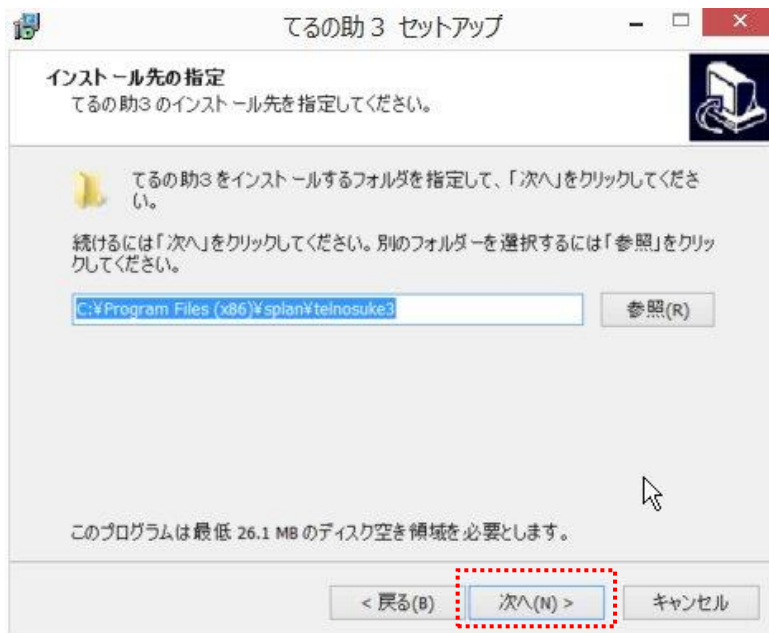 てるの助３ セットアップ
インストール先の指定
てるの助3のインストール先を指定してください。
てるの助3をインストールするフォルダを指定して、「次へ」をクリックしてくださ
い。
続けるには「次へ」をクリックしてください。別のフォルダーを選択するには「参照」をクリッ
クしてください。
C:¥Program Files (x86)¥splan¥telnosuke3
参照(R)
このプログラムは最低 26.1 MBのディスク空き領域を必要とします。
< 戻る(B) 次へ(N) > キャンセル